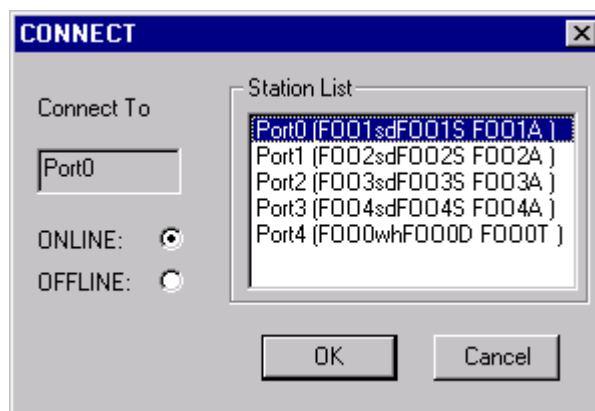 CONNECT
Connect To
Port0
ONLINE:
OFFLINE:
Station List
Port0 (F001sdF001S F001A )
Port1 (F002sdF002S F002A )
Port2 (F003sdF003S F003A )
Port3 (F004sdF004S F004A )
Port4 (F000whF000D F000T )
OK
Cancel